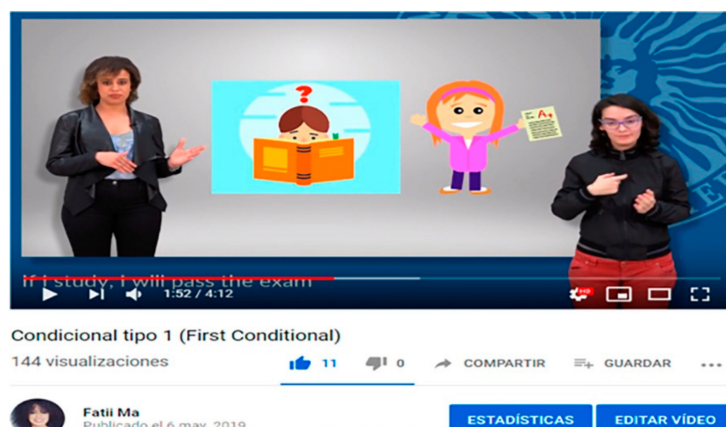 ?
A+
If I study, I will pass the exam
1:52 / 4:12
HD
Condicional tipo 1 (First Conditional)
144 visualizaciones
11 0 COMPARTIR GUARDAR
Fatii Ma
Publicado el 6 may. 2019
ESTADÍSTICAS EDITAR VÍDEO